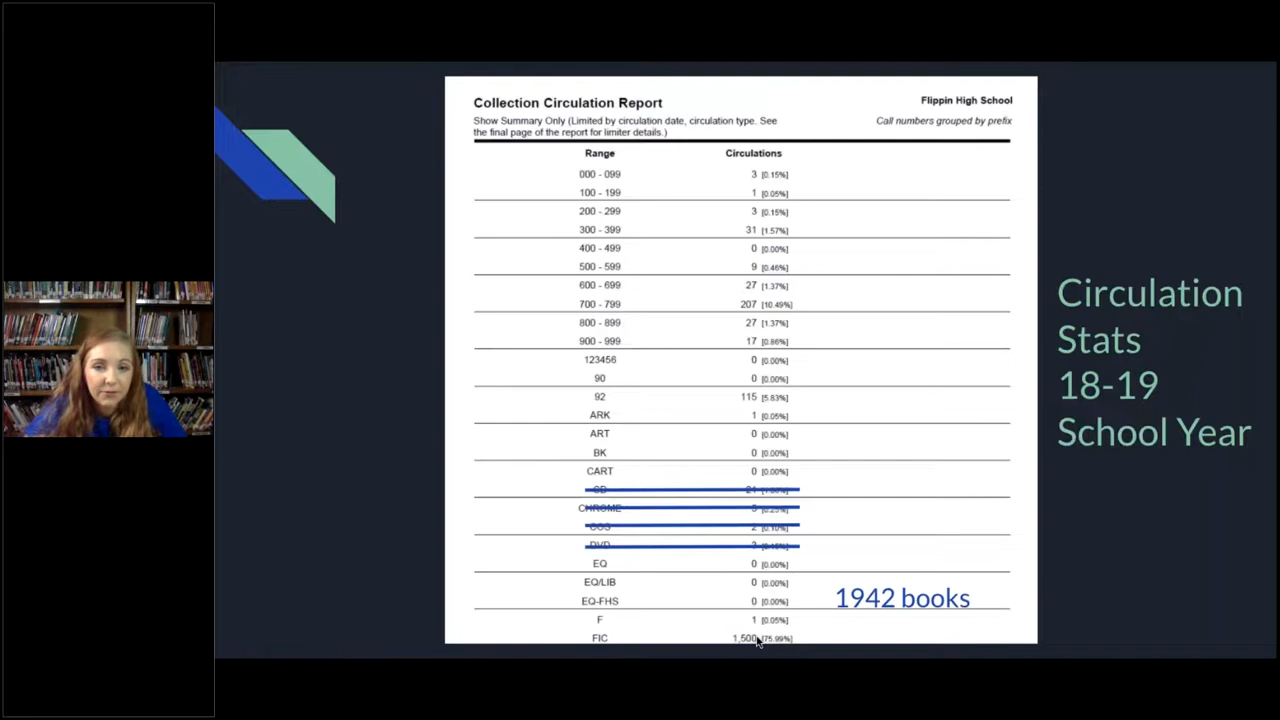 Collection Circulation Report
Flippin High School
Show Summary Only (Limited by circulation date, circulation type. See
the final page of the report for limiter details.)
Call numbers grouped by prefix
Range Circulations
000 - 099 3 [0.15%]
100 - 199 1 [0.05%]
200 - 299 3 [0.15%]
300 - 399 31 [1.57%]
400 - 499 0 [0.00%]
500 - 599 9 [0.46%]
600 - 699 27 [1.37%]
700 - 799 207 [10.49%]
800 - 899 27 [1.37%]
900 - 999 17 [0.86%]
123456 0 [0.00%]
90 0 [0.00%]
92 115 [5.83%]
ARK 1 [0.05%]
ART 0 [0.00%]
BK 0 [0.00%]
CART 0 [0.00%]
CD
CHROME
DVD
EQ 0 [0.00%]
EQ/LIB 0 [0.00%]
EQ-FHS 0 [0.00%]
F 1 [0.05%]
FIC 1,500 [75.99%]
1942 books
Circulation
Stats
18-19
School Year